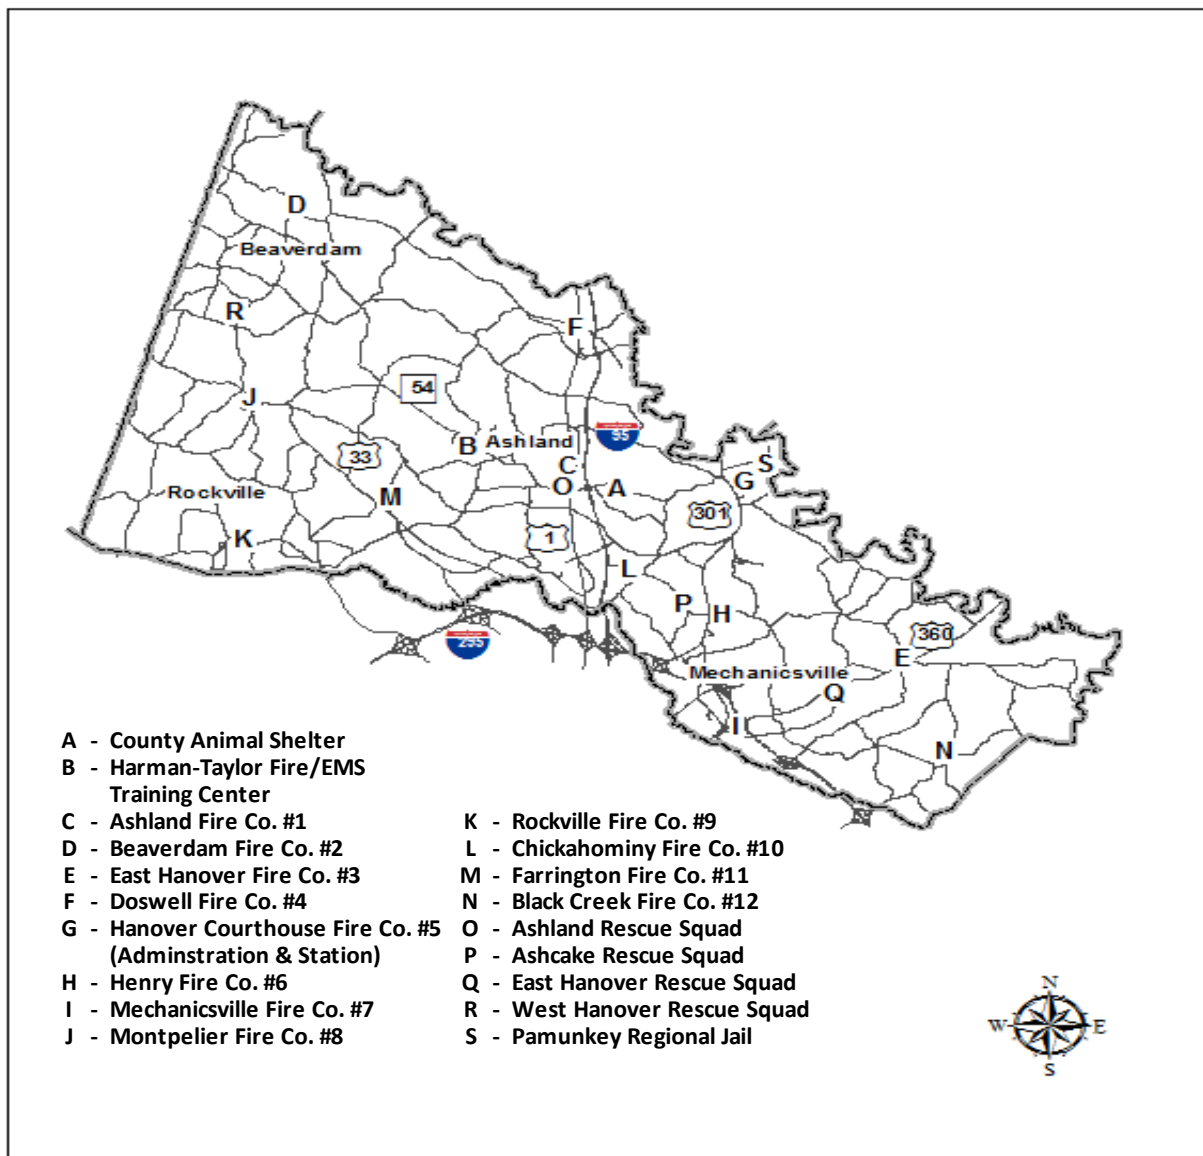 D
Beaverdam
R
F
54
J
95
B Ashland
33
C
S
G
Rockville
M
O A
301
K
1
L
P H
360
295
E
Mechanicsville
Q
I
N
A - County Animal Shelter
B - Harman-Taylor Fire/EMS
Training Center
C - Ashland Fire Co. #1
D - Beaverdam Fire Co. #2
E - East Hanover Fire Co. #3
F - Doswell Fire Co. #4
G - Hanover Courthouse Fire Co. #5
(Adminstration & Station)
H - Henry Fire Co. #6
I - Mechanicsville Fire Co. #7
J - Montpelier Fire Co. #8
K - Rockville Fire Co. #9
L - Chickahominy Fire Co. #10
M - Farrington Fire Co. #11
N - Black Creek Fire Co. #12
O - Ashland Rescue Squad
P - Ashcake Rescue Squad
Q - East Hanover Rescue Squad
R - West Hanover Rescue Squad
S - Pamunkey Regional Jail
N
W E
S